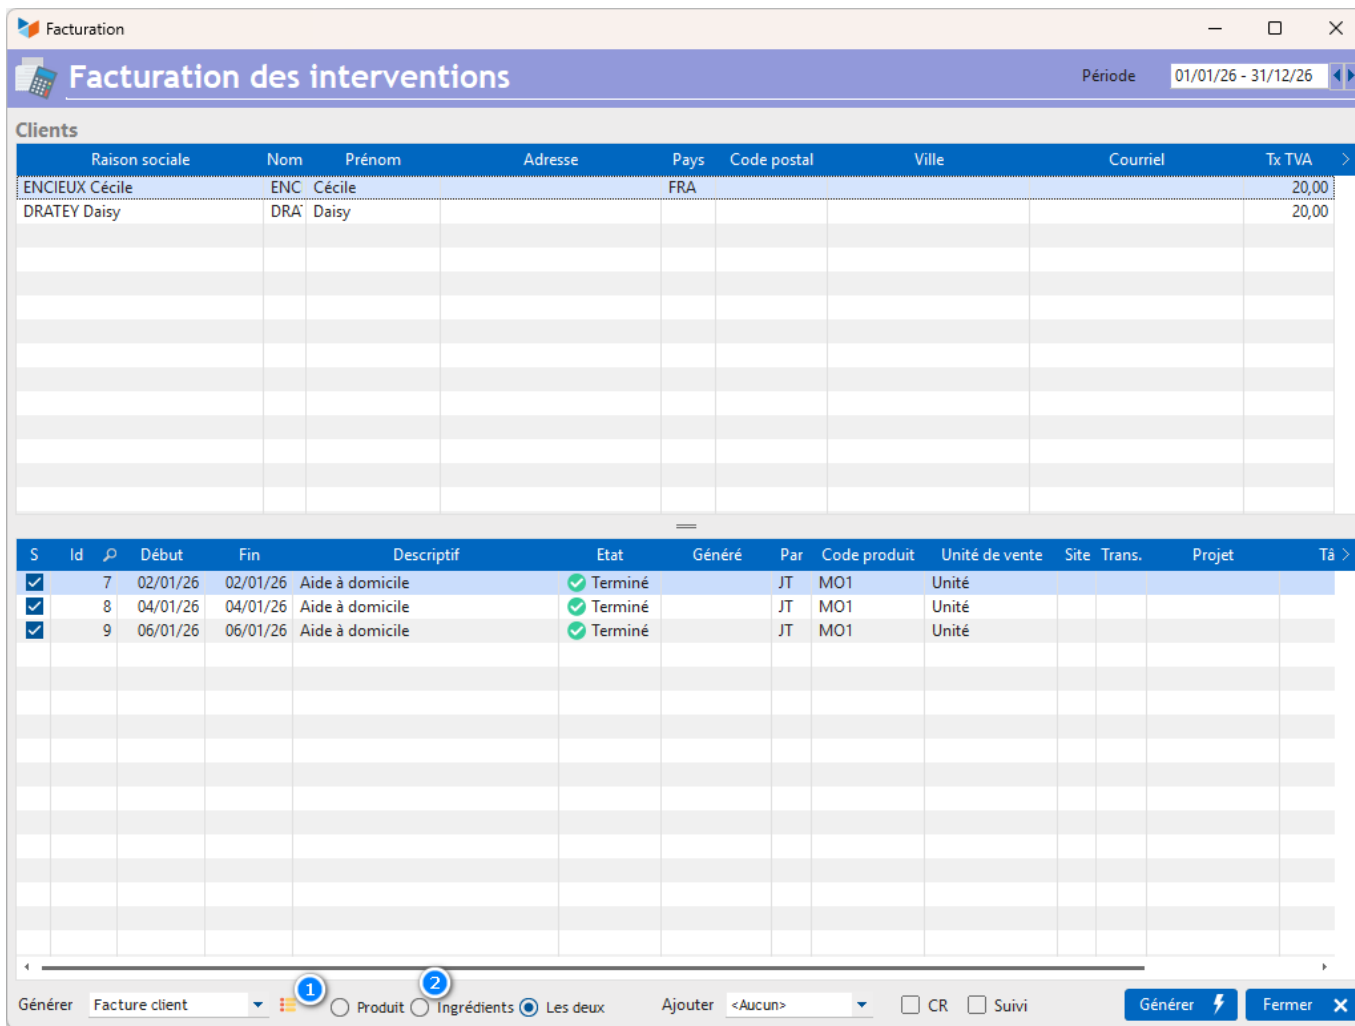 Facturation
Facturation des interventions
Période 01/01/26 - 31/12/26
Clients
Raison sociale Nom Prénom Adresse Pays Code postal Ville Courriel Tx TVA
ENCIEUX Cécile ENC Cécile FRA 20,00
DRATEY Daisy DRA Daisy 20,00
S Id Début Fin Descriptif Etat Généré Par Code produit Unité de vente Site Trans. Projet Tâ
7 02/01/26 02/01/26 Aide à domicile Terminé JT MO1 Unité
8 04/01/26 04/01/26 Aide à domicile Terminé JT MO1 Unité
9 06/01/26 06/01/26 Aide à domicile Terminé JT MO1 Unité
1 2
Générer Facture client Produit Ingrédients Les deux Ajouter <Aucun> CR Suivi Générer Fermer